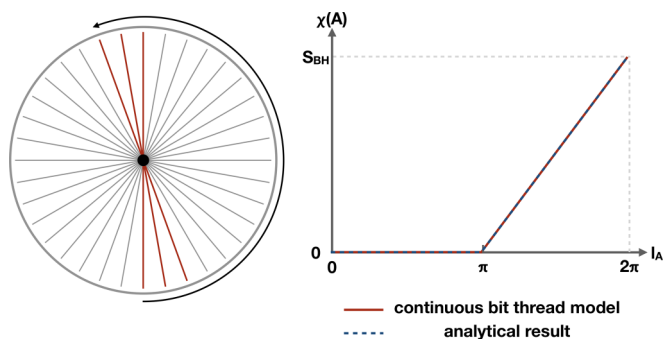 χ(A)
S_BH
0
0
π
2π
l_A
continuous bit thread model
analytical result